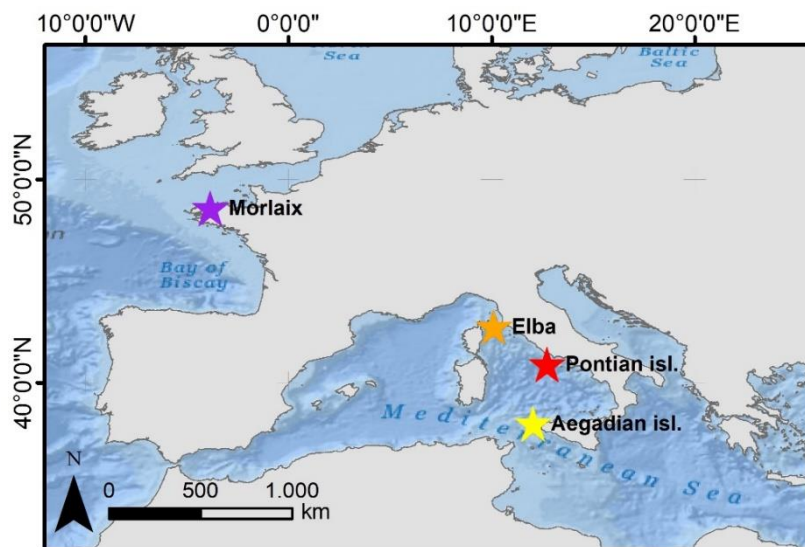 10°0'0"W 0°0'0" 10°0'0"E 20°0'0"E
Sea
Baltic
Sea
50°0'0"N
Morlaix
Bay of
Biscay
Elba
Pontian isl.
40°0'0"N
Aegadian isl.
Mediterranean Sea
N
0 500 1.000
km